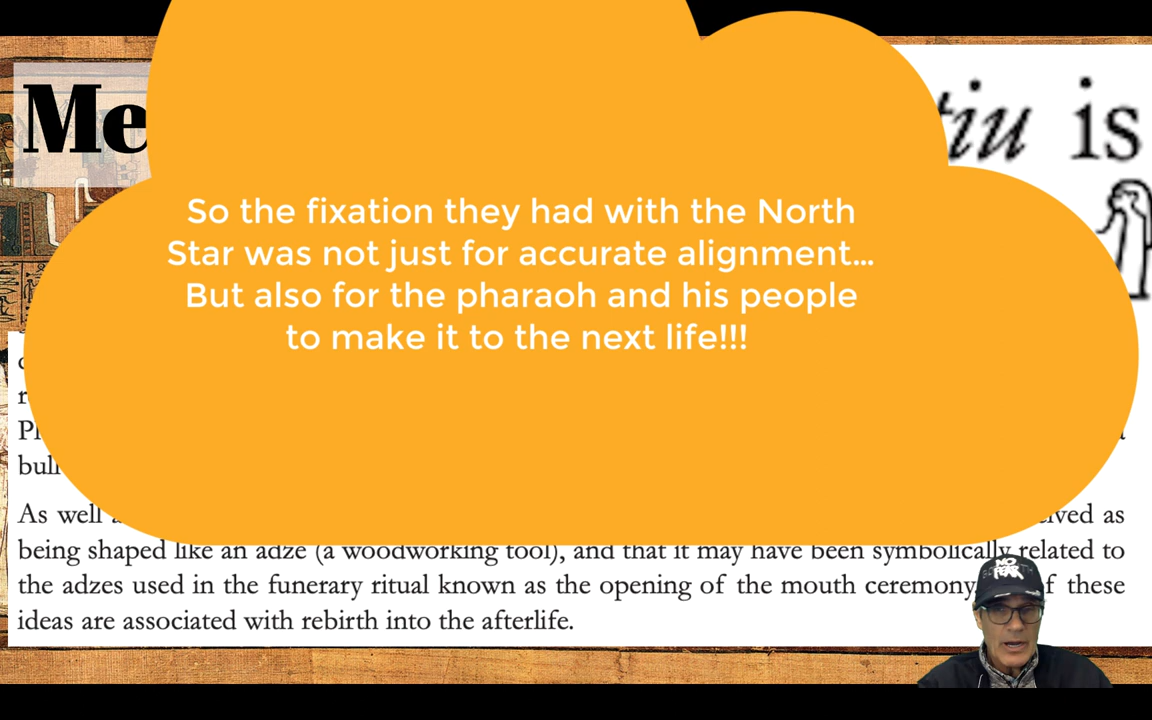 Me
tiu is
So the fixation they had with the North
Star was not just for accurate alignment...
But also for the pharaoh and his people
to make it to the next life!!!
bull
As well
as
being shaped like an adze (a woodworking tool), and that it may have been symbolically related to
the adzes used in the funerary ritual known as the opening of the mouth ceremony. of these
ideas are associated with rebirth into the afterlife.
NO
FEAR